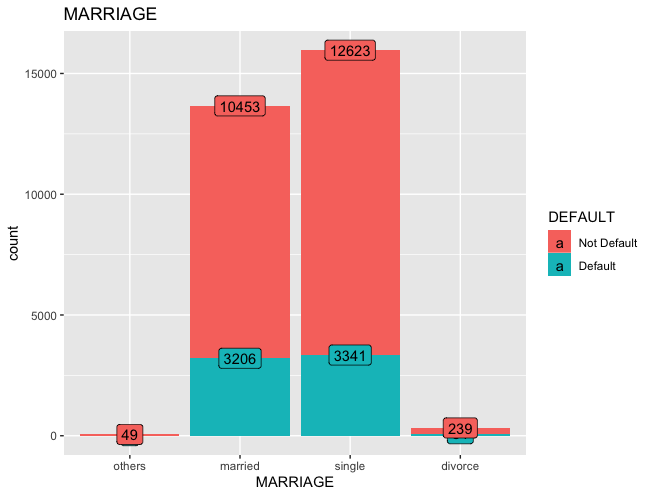 MARRIAGE
15000
10000
5000
0
count
12623
10453
3206
3341
49
239
others
married
single
divorce
MARRIAGE
DEFAULT
a Not Default
a Default